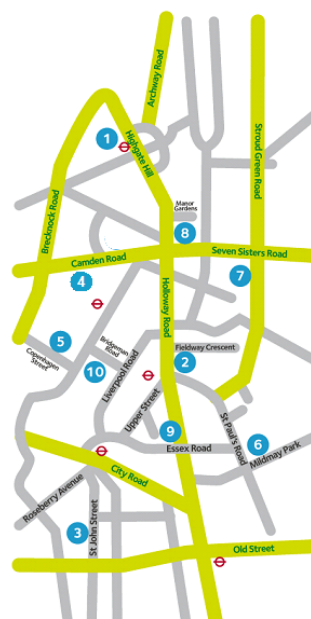 Archway Road
1
Highgate Hill
Stroud Green Road
Brecknock Road
Manor
Gardens
8
Camden Road
Seven Sisters Road
4
7
Holloway Road
5
Bridgeman
Road
Copenhagen
Street
10
Liverpool Road
Fieldway Crescent
2
Upper Street
9
St Paul's Road
6
Essex Road
Mildmay Park
City Road
Roseberry Avenue
3
St John Street
Old Street